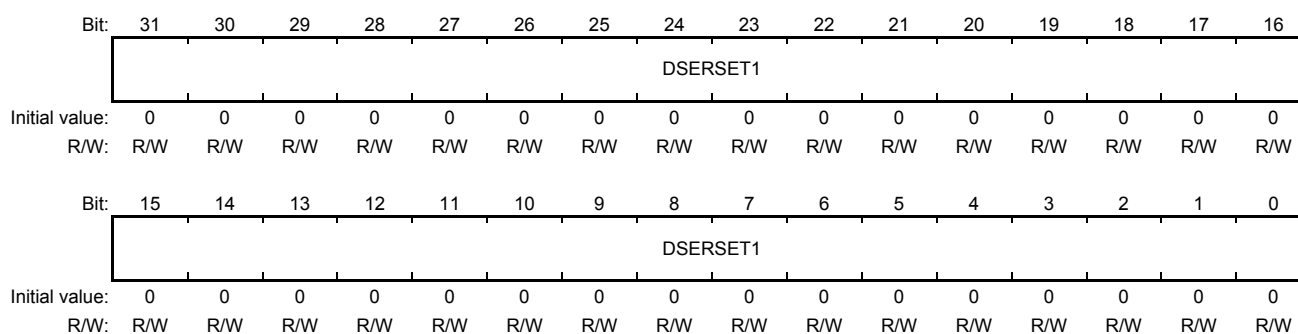 Bit: 31 30 29 28 27 26 25 24 23 22 21 20 19 18 17 16
DSERSET1
Initial value: 0 0 0 0 0 0 0 0 0 0 0 0 0 0 0 0
R/W: R/W R/W R/W R/W R/W R/W R/W R/W R/W R/W R/W R/W R/W R/W R/W R/W
Bit: 15 14 13 12 11 10 9 8 7 6 5 4 3 2 1 0
DSERSET1
Initial value: 0 0 0 0 0 0 0 0 0 0 0 0 0 0 0 0
R/W: R/W R/W R/W R/W R/W R/W R/W R/W R/W R/W R/W R/W R/W R/W R/W R/W